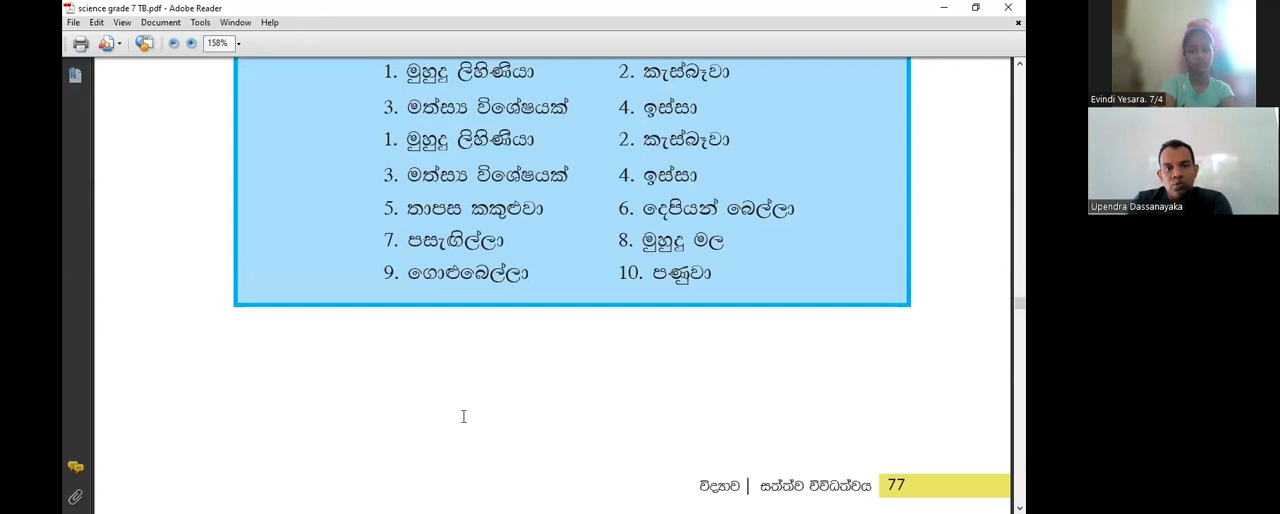 science grade 7 TB.pdf - Adobe Reader
File Edit View Document Tools Window Help
158%
1. මුහුදු ලිහිණියා 2. කැස්බෑවා
3. මත්ස්‍ය විශේෂයක් 4. ඉස්සා
1. මුහුදු ලිහිණියා 2. කැස්බෑවා
3. මත්ස්‍ය විශේෂයක් 4. ඉස්සා
5. තාපස කකුළුවා 6. දෙපියන් බෙල්ලා
7. පසැඟිල්ලා 8. මුහුදු මල
9. ගොළුබෙල්ලා 10. පණුවා
විද්‍යාව | සත්ත්ව විවිධත්වය 77
Evindi Yesara. 7/4
Upendra Dassanayaka